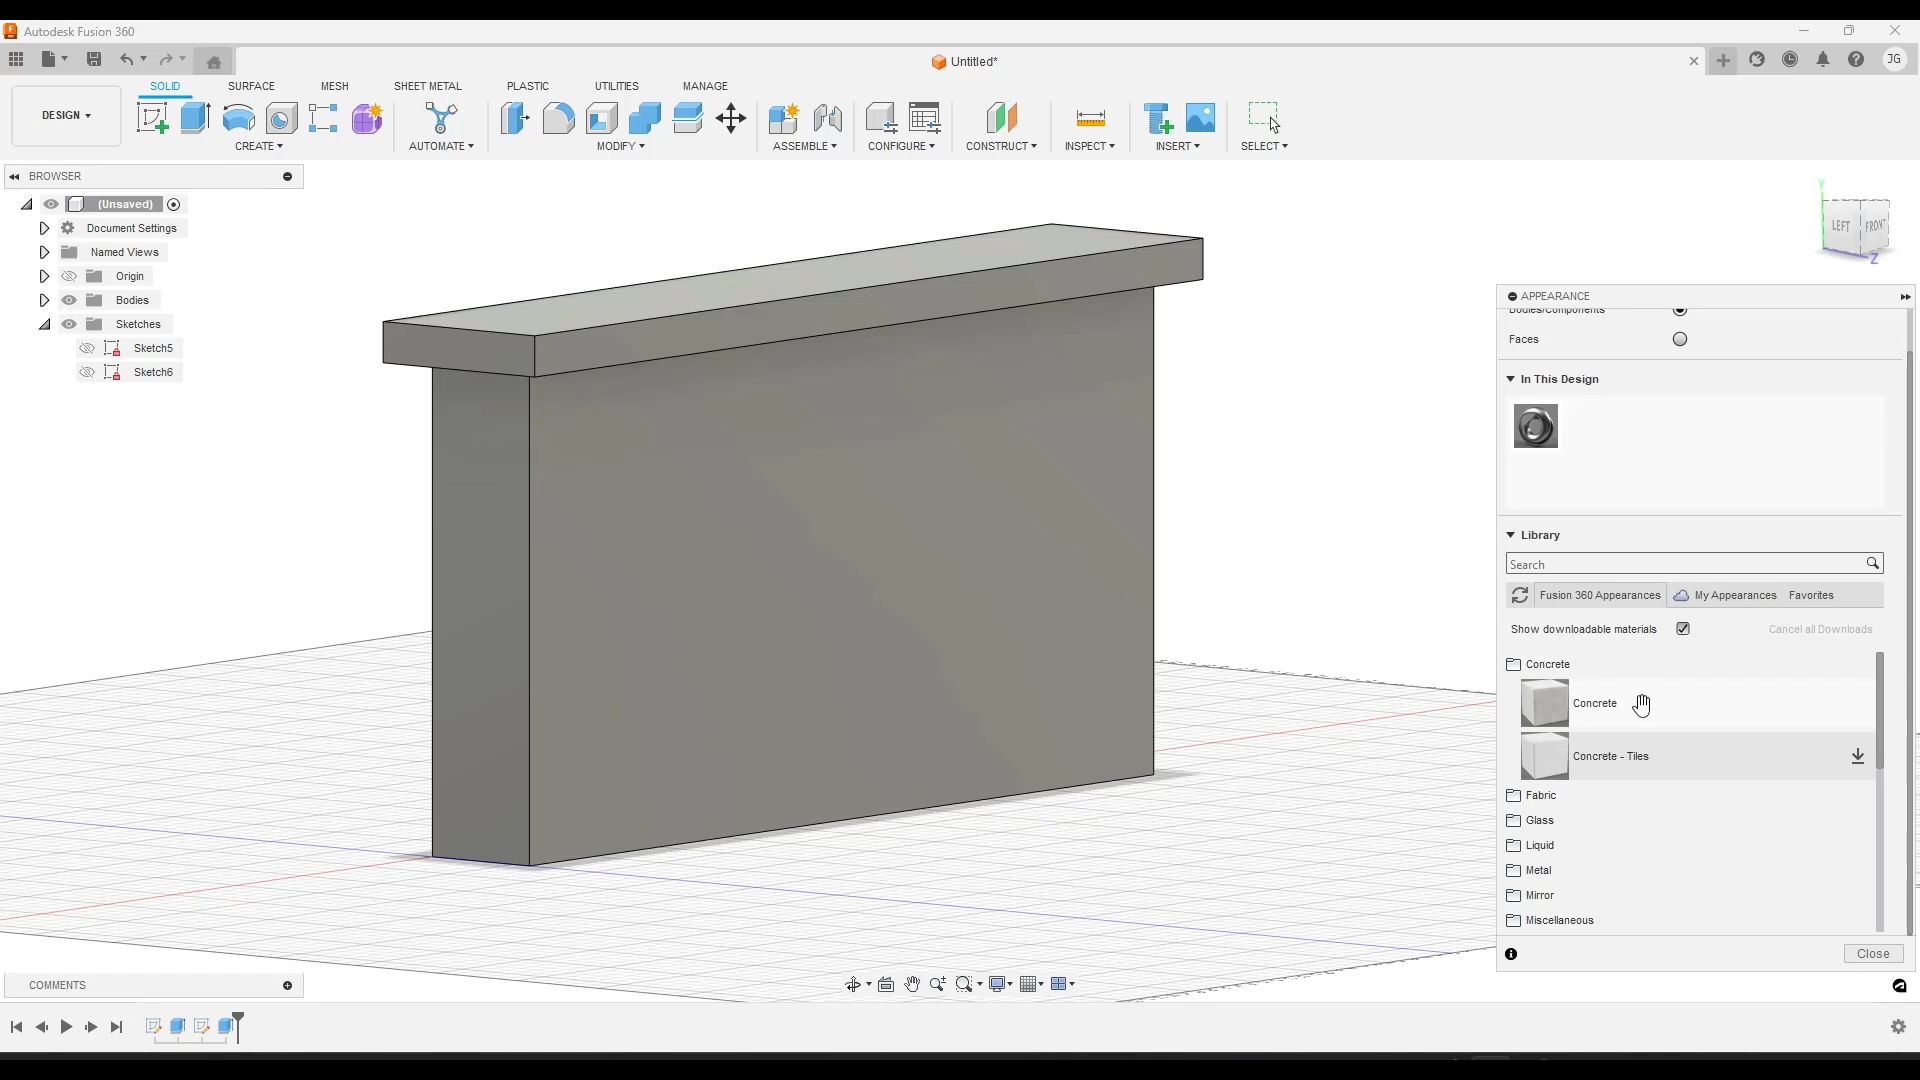 Autodesk Fusion 360
Untitled*
JG
DESIGN
SOLID
SURFACE
MESH
SHEET METAL
PLASTIC
UTILITIES
MANAGE
CREATE
AUTOMATE
MODIFY
ASSEMBLE
CONFIGURE
CONSTRUCT
INSPECT
INSERT
SELECT
BROWSER
(Unsaved)
Document Settings
Named Views
Origin
Bodies
Sketches
Sketch5
Sketch6
Y
LEFT
FRONT
Z
APPEARANCE
Bodies/Components
Faces
In This Design
Library
Search
Fusion 360 Appearances
My Appearances
Favorites
Show downloadable materials
Cancel all Downloads
Concrete
Concrete
Concrete - Tiles
Fabric
Glass
Liquid
Metal
Mirror
Miscellaneous
Close
COMMENTS